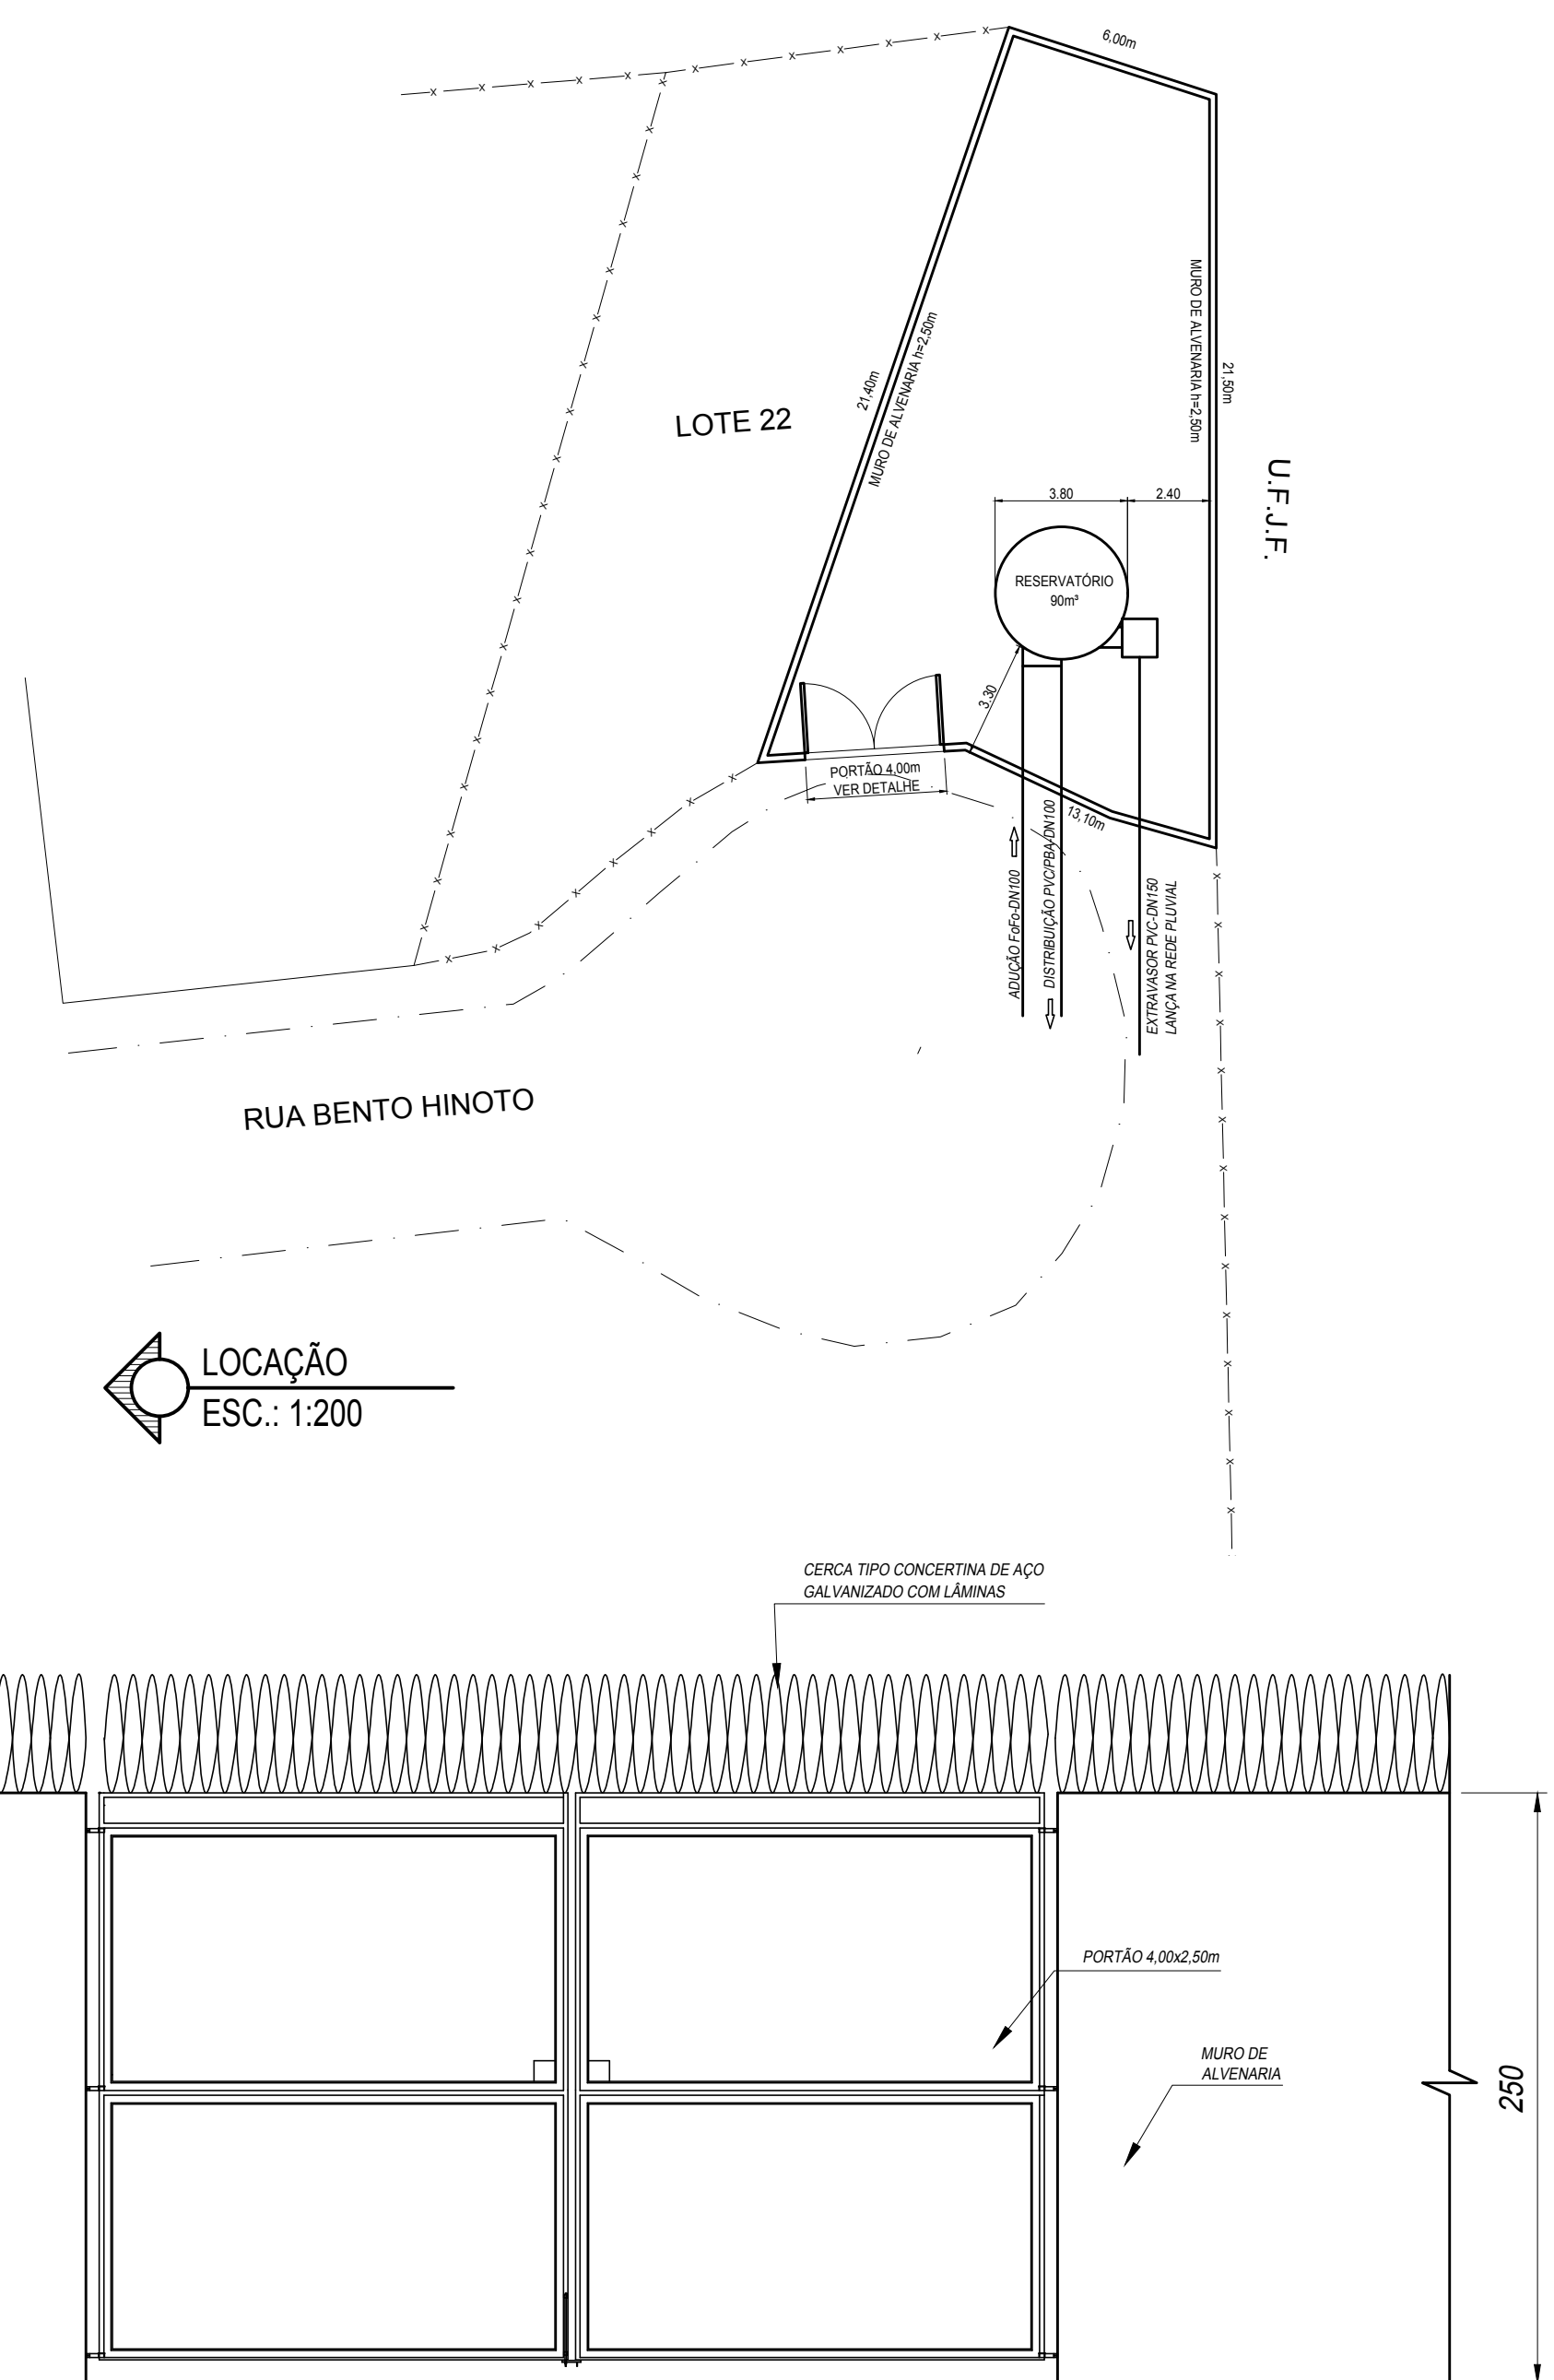 6,00m
MURO DE ALVENARIA h=2,50m
21,50m
21,40m
MURO DE ALVENARIA h=2,50m
LOTE 22
U.F.J.F.
3.80
2.40
RESERVATÓRIO
90m³
3.30
PORTÃO 4,00m
VER DETALHE
13,10m
ADUÇÃO FoFo-DN100
DISTRIBUIÇÃO PVC/PBA-DN100
EXTRAVASOR PVC-DN150
LANÇA NA REDE PLUVIAL
RUA BENTO HINOTO
LOCAÇÃO
ESC.: 1:200
CERCA TIPO CONCERTINA DE AÇO
GALVANIZADO COM LÂMINAS
PORTÃO 4,00x2,50m
MURO DE
ALVENARIA
250